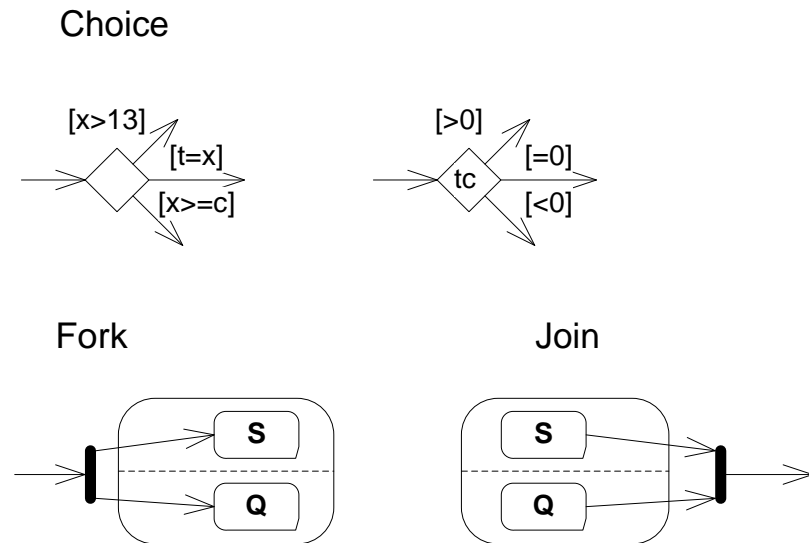 Choice
[x>13]
[t=x]
[x>=c]
[>0]
[=0]
tc
[<0]
Fork
Join
S
Q
S
Q